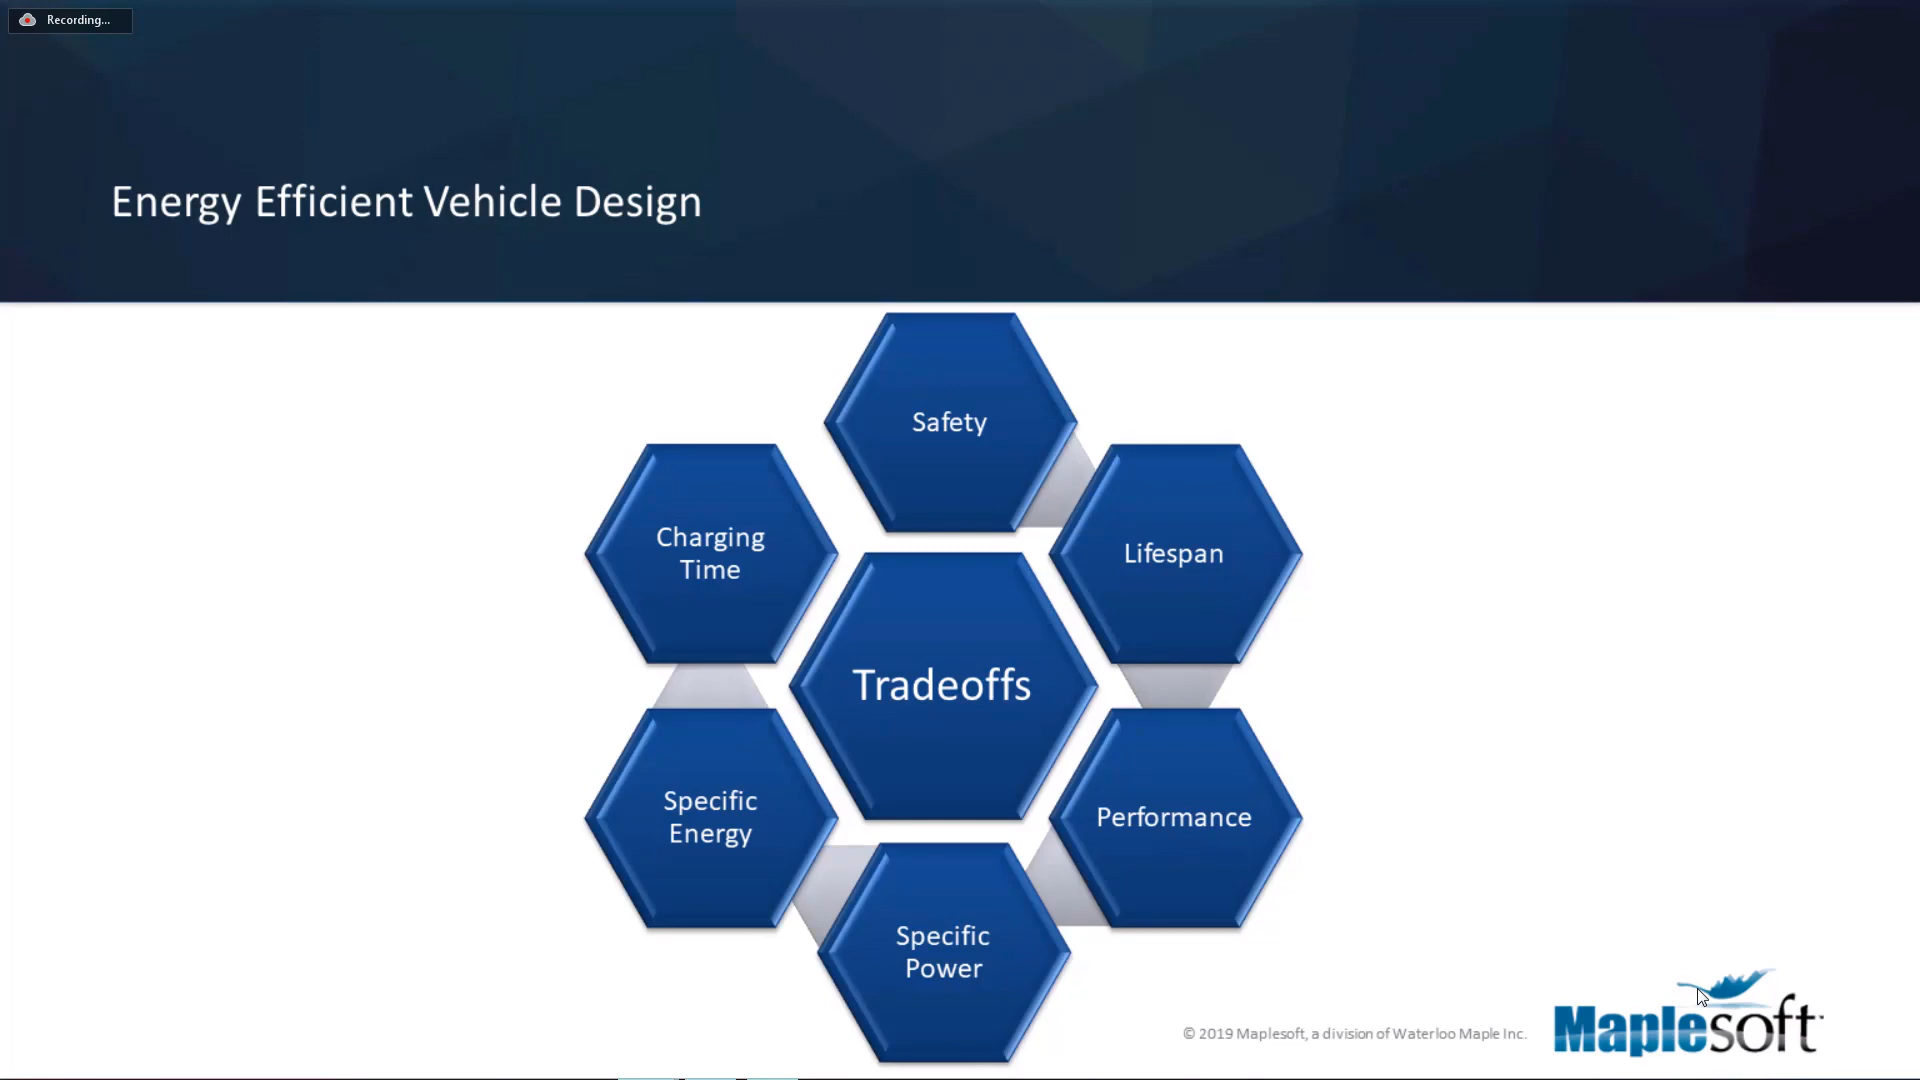 Recording...
Energy Efficient Vehicle Design
Safety
Charging
Time
Lifespan
Tradeoffs
Specific
Energy
Performance
Specific
Power
© 2019 Maplesoft, a division of Waterloo Maple Inc.
Maplesoft